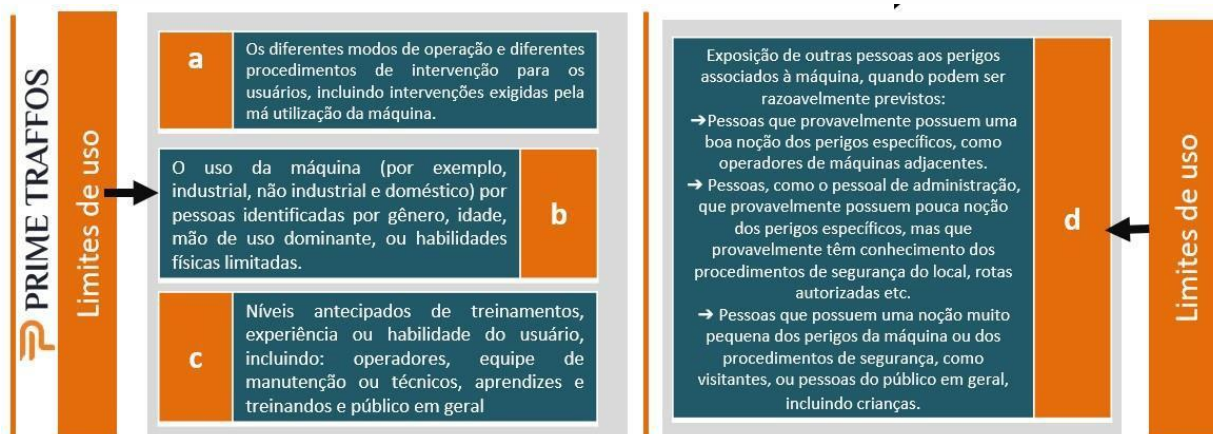 PRIME TRAFFOS
Limites de uso
a
Os diferentes modos de operação e diferentes
procedimentos de intervenção para os
usuários, incluindo intervenções exigidas pela
má utilização da máquina.
O uso da máquina (por exemplo,
industrial, não industrial e doméstico) por
pessoas identificadas por gênero, idade,
mão de uso dominante, ou habilidades
físicas limitadas.
b
c
Níveis antecipados de treinamentos,
experiência ou habilidade do usuário,
incluindo: operadores, equipe de
manutenção ou técnicos, aprendizes e
treinandos e público em geral
Exposição de outras pessoas aos perigos
associados à máquina, quando podem ser
razoavelmente previstos:
➔Pessoas que provavelmente possuem uma
boa noção dos perigos específicos, como
operadores de máquinas adjacentes.
➔ Pessoas, como o pessoal de administração,
que provavelmente possuem pouca noção
dos perigos específicos, mas que
provavelmente têm conhecimento dos
procedimentos de segurança do local, rotas
autorizadas etc.
➔ Pessoas que possuem uma noção muito
pequena dos perigos da máquina ou dos
procedimentos de segurança, como
visitantes, ou pessoas do público em geral,
incluindo crianças.
d
Limites de uso